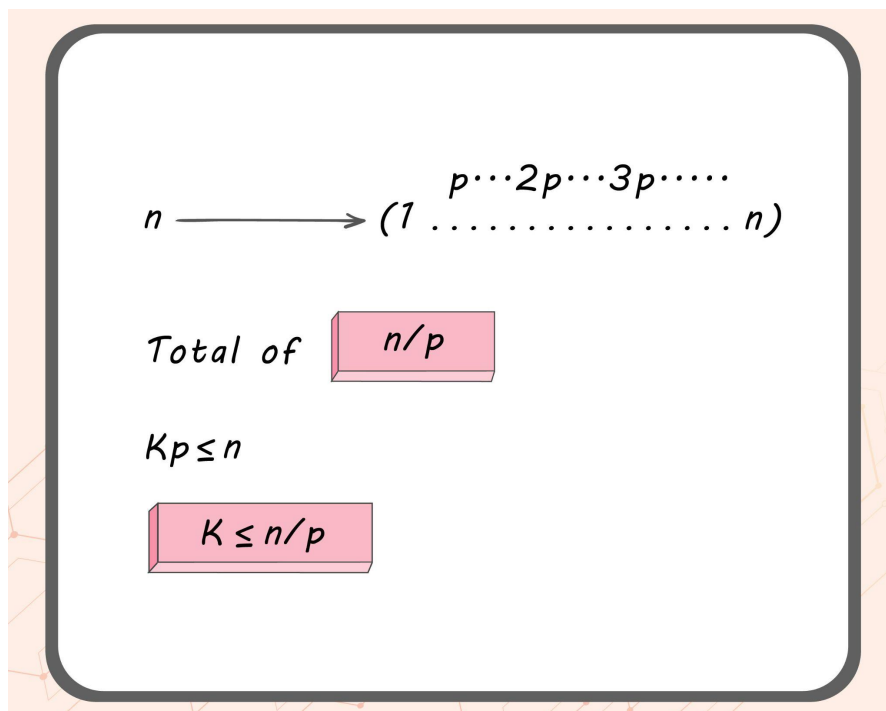 p···2p···3p·····
n ⟶ (1 ................ n)
Total of n/p
Kp ≤ n
K ≤ n/p